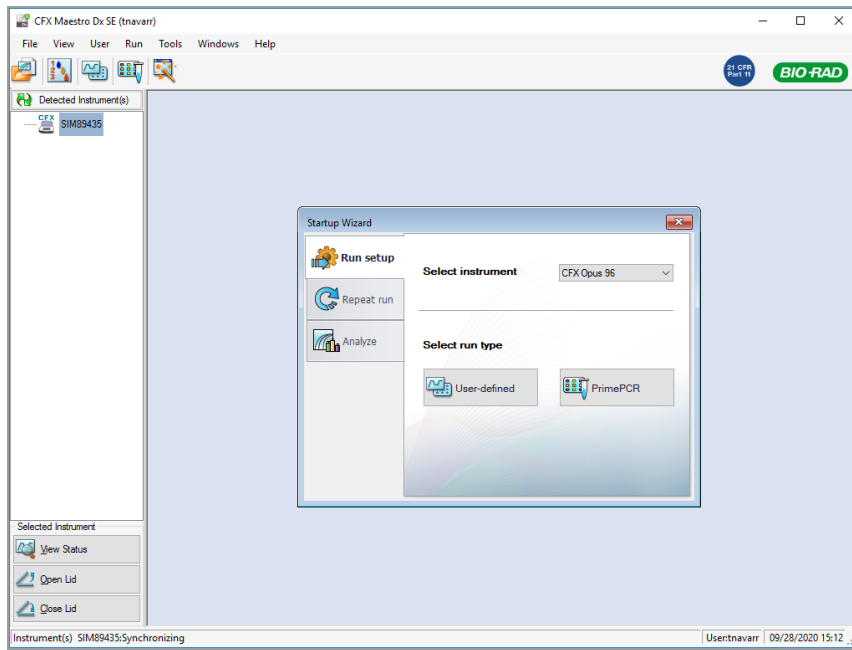 CFX Maestro Dx SE (tnavarr)
File View User Run Tools Windows Help
21 CFR
Part 11
BIO-RAD
Detected Instrument(s)
CFX
SIM89435
Startup Wizard
Run setup
Select instrument
CFX Opus 96
Repeat run
Analyze
Select run type
User-defined
PrimePCR
Selected Instrument
View Status
Open Lid
Close Lid
Instrument(s) SIM89435:Synchronizing
User:tnavarr
09/28/2020 15:12